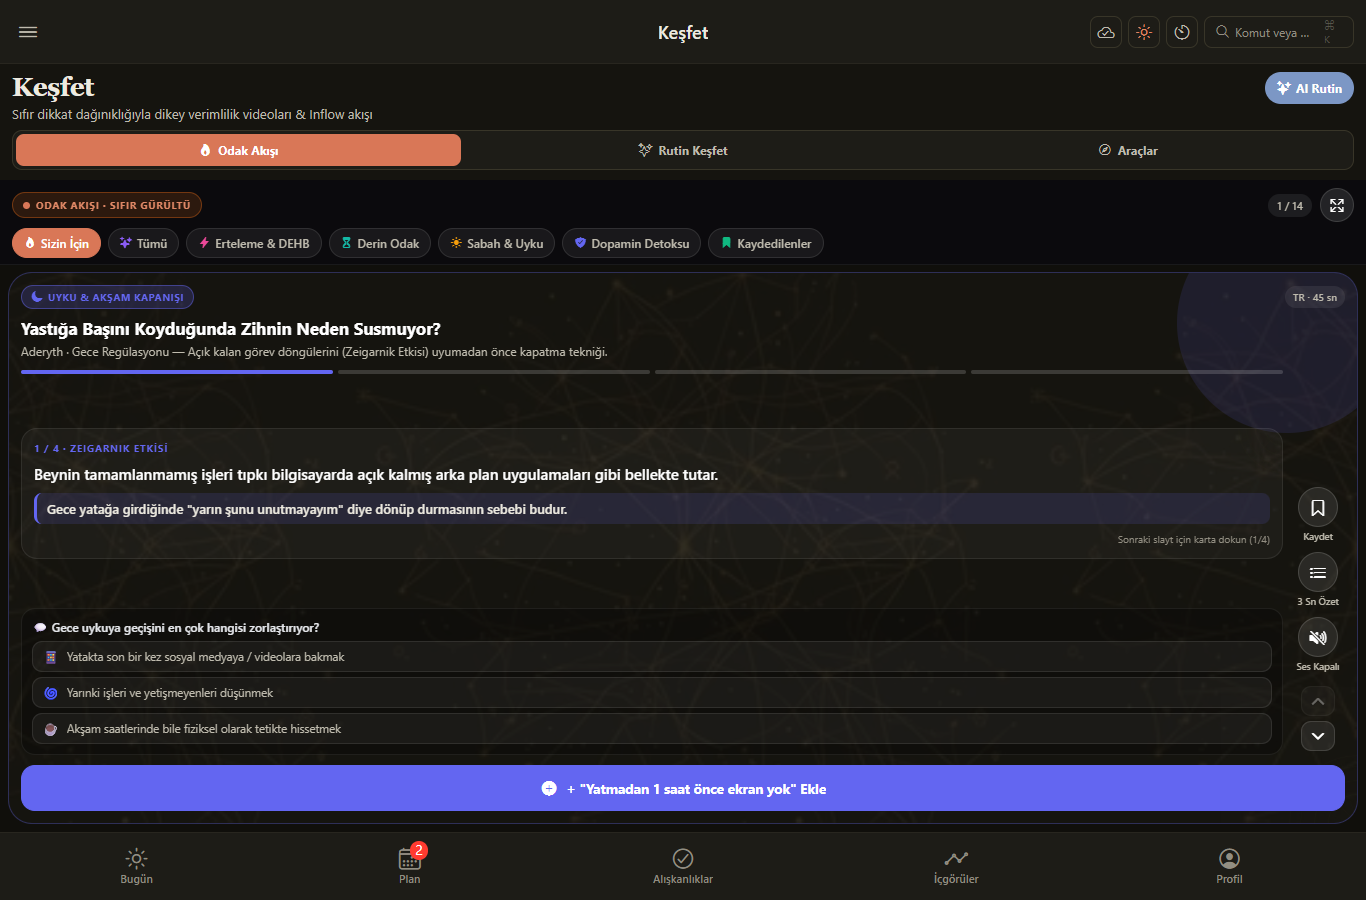 Keşfet
Komut veya ...
⌘
K
Keşfet
AI Rutin
Sıfır dikkat dağınıklığıyla dikey verimlilik videoları & Inflow akışı
Odak Akışı
Rutin Keşfet
Araçlar
ODAK AKIŞI · SIFIR GÜRÜLTÜ
1 / 14
Sizin İçin
Tümü
Erteleme & DEHB
Derin Odak
Sabah & Uyku
Dopamin Detoksu
Kaydedilenler
UYKU & AKŞAM KAPANIŞI
TR · 45 sn
Yastığa Başını Koyduğunda Zihnin Neden Susmuyor?
Aderyth · Gece Regülasyonu — Açık kalan görev döngülerini (Zeigarnik Etkisi) uyumadan önce kapatma tekniği.
1 / 4 · ZEIGARNIK ETKİSİ
Beynin tamamlanmamış işleri tıpkı bilgisayarda açık kalmış arka plan uygulamaları gibi bellekte tutar.
Gece yatağa girdiğinde "yarın şunu unutmayayım" diye dönüp durmasının sebebi budur.
Sonraki slayt için karta dokun (1/4)
Kaydet
3 Sn Özet
Ses Kapalı
Gece uykuya geçişini en çok hangisi zorlaştırıyor?
Yatakta son bir kez sosyal medyaya / videolara bakmak
Yarınki işleri ve yetişmeyenleri düşünmek
Akşam saatlerinde bile fiziksel olarak tetikte hissetmek
+ "Yatmadan 1 saat önce ekran yok" Ekle
Bugün
2
Plan
Alışkanlıklar
İçgörüler
Profil